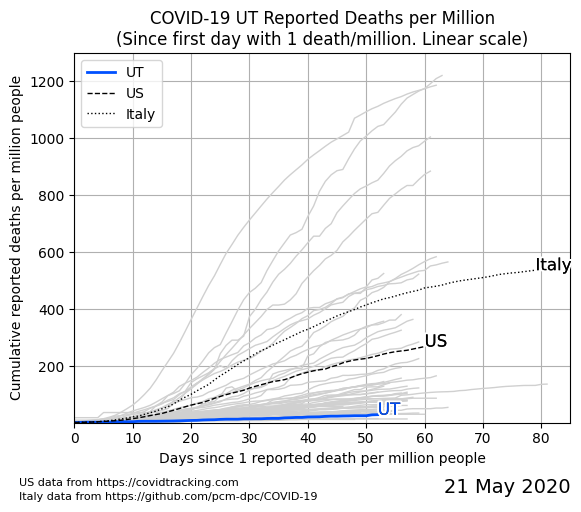 COVID-19 UT Reported Deaths per Million
(Since first day with 1 death/million. Linear scale)
Cumulative reported deaths per million people
1200
1000
800
600
400
200
UT
US
Italy
Italy
US
UT
0 10 20 30 40 50 60 70 80
Days since 1 reported death per million people
US data from https://covidtracking.com
Italy data from https://github.com/pcm-dpc/COVID-19
21 May 2020